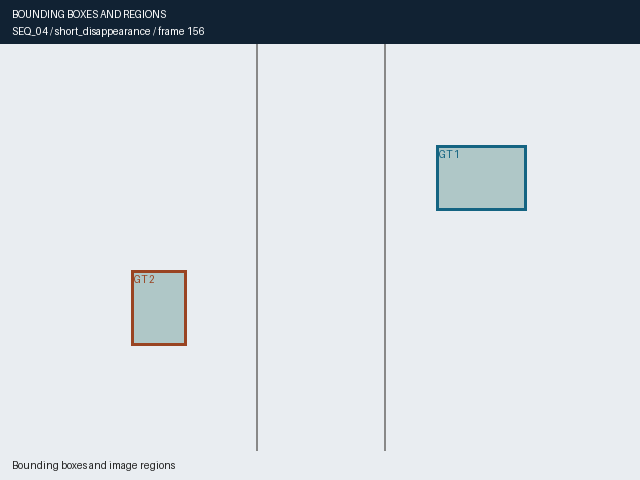 BOUNDING BOXES AND REGIONS
SEQ_04 / short_disappearance / frame 156
GT1
GT2
Bounding boxes and image regions